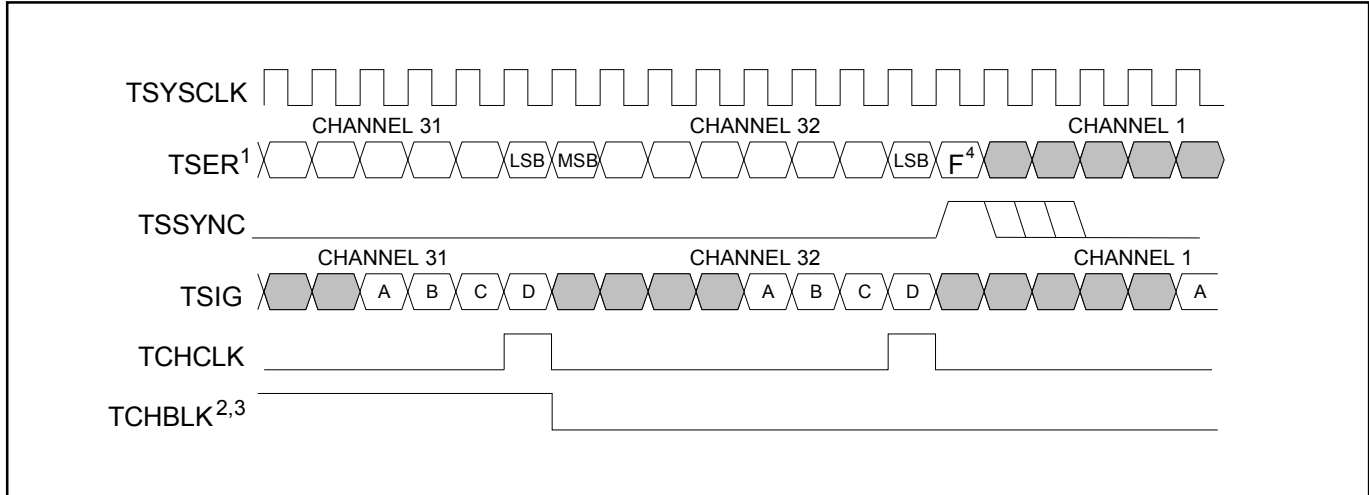 TSYSCLK
CHANNEL 31 CHANNEL 32 CHANNEL 1
TSER1 LSB MSB LSB F4
TSSYNC
CHANNEL 31 CHANNEL 32 CHANNEL 1
TSIG A B C D A B C D A
TCHCLK
TCHBLK2,3